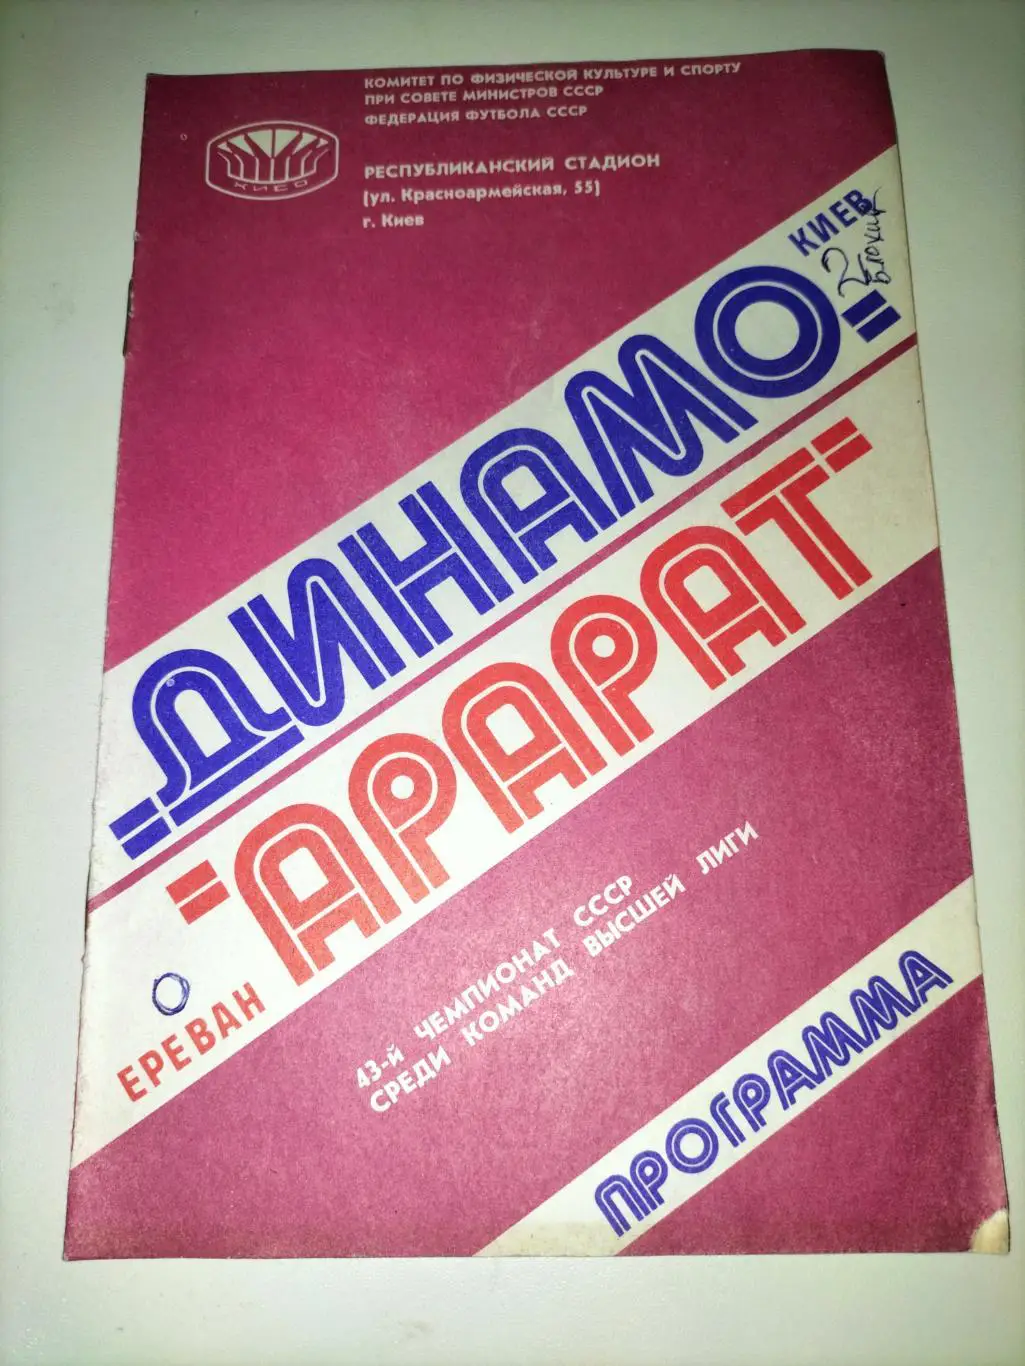 КОМИТЕТ ПО ФИЗИЧЕСКОЙ КУЛЬТУРЕ И СПОРТУ
ПРИ СОВЕТЕ МИНИСТРОВ СССР
ФЕДЕРАЦИЯ ФУТБОЛА СССР
РЕСПУБЛИКАНСКИЙ СТАДИОН
(ул. Красноармейская, 55)
г. Киев
КИЕВ
2
Блохин
"ДИНАМО"
"АРАРАТ"
ЕРЕВАН
0
43-й ЧЕМПИОНАТ СССР
СРЕДИ КОМАНД ВЫСШЕЙ ЛИГИ
ПРОГРАММА